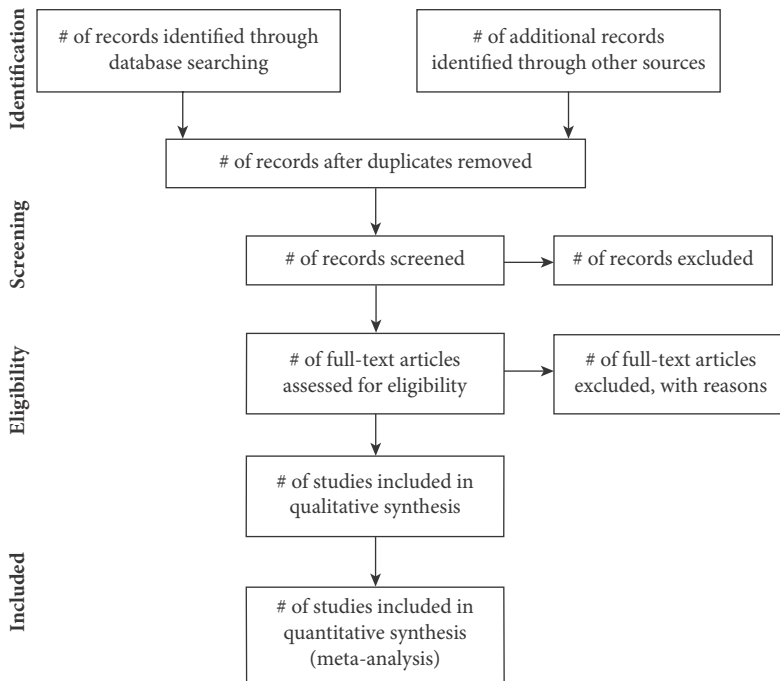 Identification
# of records identified through
database searching
# of additional records
identified through other sources
# of records after duplicates removed
Screening
# of records screened
# of records excluded
Eligibility
# of full-text articles
assessed for eligibility
# of full-text articles
excluded, with reasons
Included
# of studies included in
qualitative synthesis
# of studies included in
quantitative synthesis
(meta-analysis)